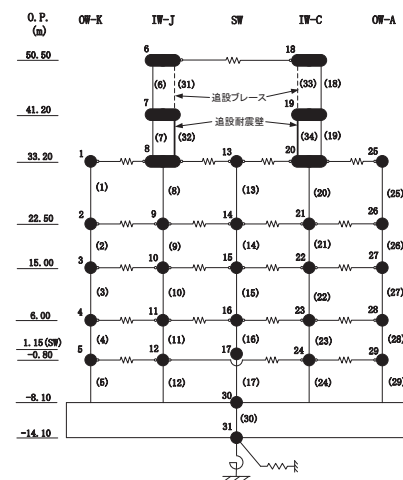 O.P. OW-K IW-J SW IW-C OW-A
(m)
6 18
50.50
(6) (31) (33) (18)
追設ブレース
7 19
41.20
追設耐震壁
(7) (32) (34) (19)
1 8 13 20 25
33.20
(1) (8) (13) (20) (25)
2 9 14 21 26
22.50
(2) (9) (14) (21) (26)
3 10 15 22 27
15.00
(3) (10) (15) (22) (27)
4 11 16 23 28
6.00
(4) (11) (16) (23) (28)
1.15(SW)
5 12 17 24 29
-0.80
(5) (12) (17) (24) (29)
-8.10 30
(30)
-14.10 31